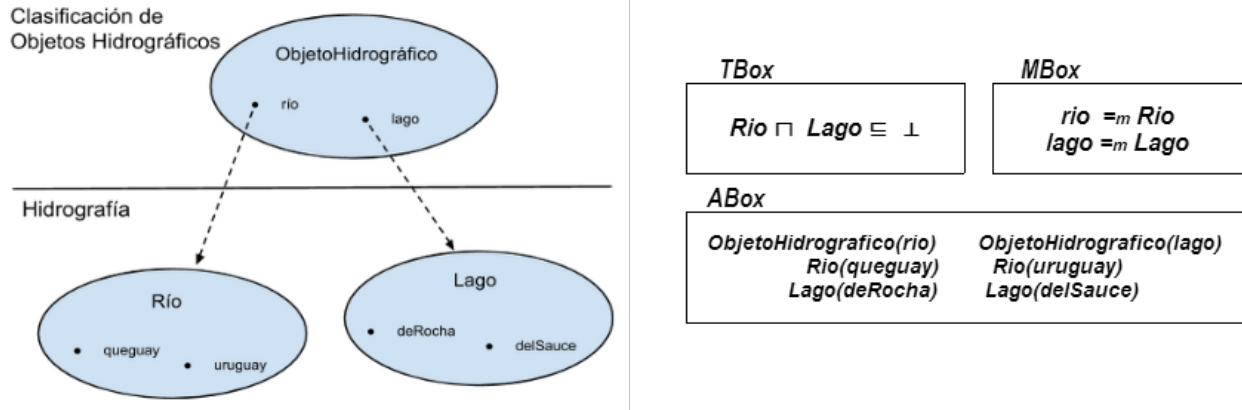 Clasificación de
Objetos Hidrográficos
ObjetoHidrográfico
río
lago
Hidrografía
Río
queguay
uruguay
Lago
deRocha
delSauce
TBox
Rio ⊓ Lago ⊑ ⊥
MBox
rio =m Rio
lago =m Lago
ABox
ObjetoHidrografico(rio) ObjetoHidrografico(lago)
Rio(queguay) Rio(uruguay)
Lago(deRocha) Lago(delSauce)